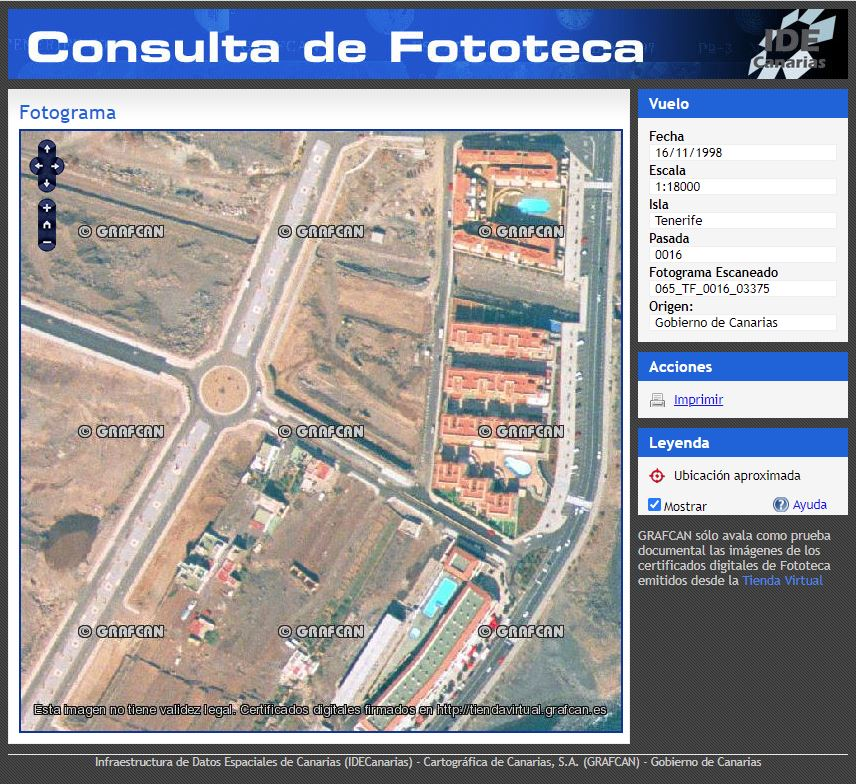 Consulta de Fototeca
IDE
Canarias
Fotograma
© GRAFCAN © GRAFCAN © GRAFCAN
© GRAFCAN © GRAFCAN © GRAFCAN
© GRAFCAN © GRAFCAN © GRAFCAN
Esta imagen no tiene validez legal. Certificados digitales firmados en http://tiendavirtual.grafcan.es
Vuelo
Fecha
16/11/1998
Escala
1:18000
Isla
Tenerife
Pasada
0016
Fotograma Escaneado
065_TF_0016_03375
Origen:
Gobierno de Canarias
Acciones
Imprimir
Leyenda
Ubicación aproximada
Mostrar
Ayuda
GRAFCAN sólo avala como prueba
documental las imágenes de los
certificados digitales de Fototeca
emitidos desde la Tienda Virtual
Infraestructura de Datos Espaciales de Canarias (IDECanarias) - Cartográfica de Canarias, S.A. (GRAFCAN) - Gobierno de Canarias